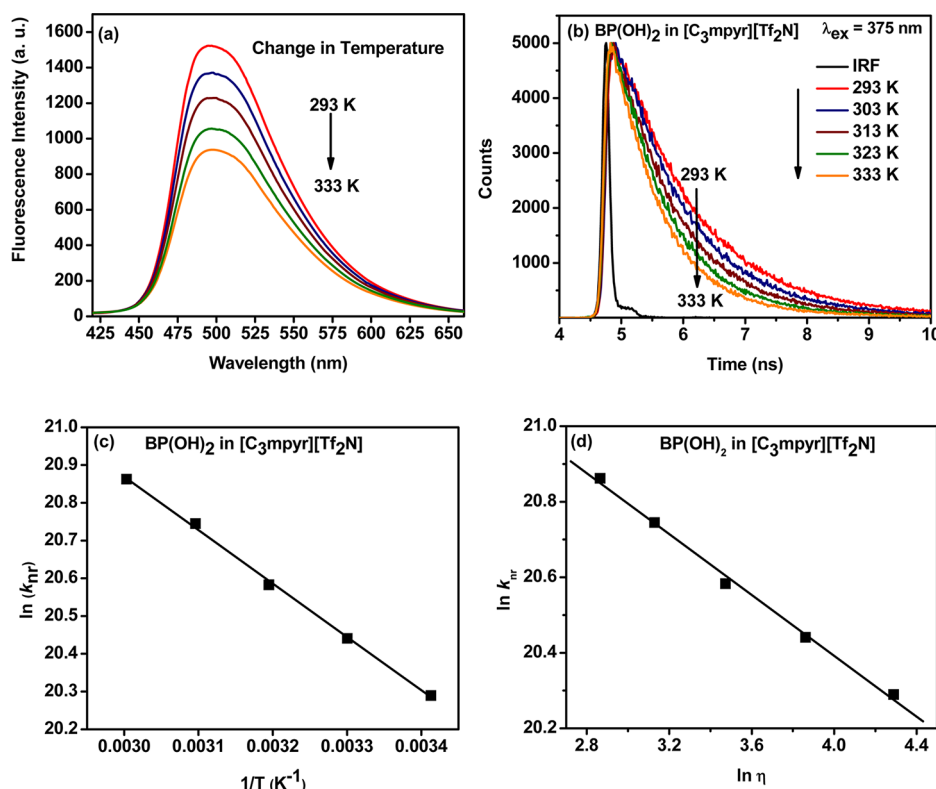 (a)
Change in Temperature
293 K
333 K
Fluorescence Intensity (a. u.)
1600
1400
1200
1000
800
600
400
200
0
425 450 475 500 525 550 575 600 625 650
Wavelength (nm)
(b) BP(OH)2 in [C3mpyr][Tf2N] λex = 375 nm
IRF
293 K
303 K
313 K
323 K
333 K
293 K
333 K
Counts
5000
4000
3000
2000
1000
4 5 6 7 8 9 10
Time (ns)
(c) BP(OH)2 in [C3mpyr][Tf2N]
ln (knr)
21.0
20.9
20.8
20.7
20.6
20.5
20.4
20.3
20.2
0.0030 0.0031 0.0032 0.0033 0.0034
1/T (K-1)
BP(OH)2 in [C3mpyr][Tf2N] (d)
ln knr
21.0
20.8
20.6
20.4
20.2
2.8 3.2 3.6 4.0 4.4
ln η